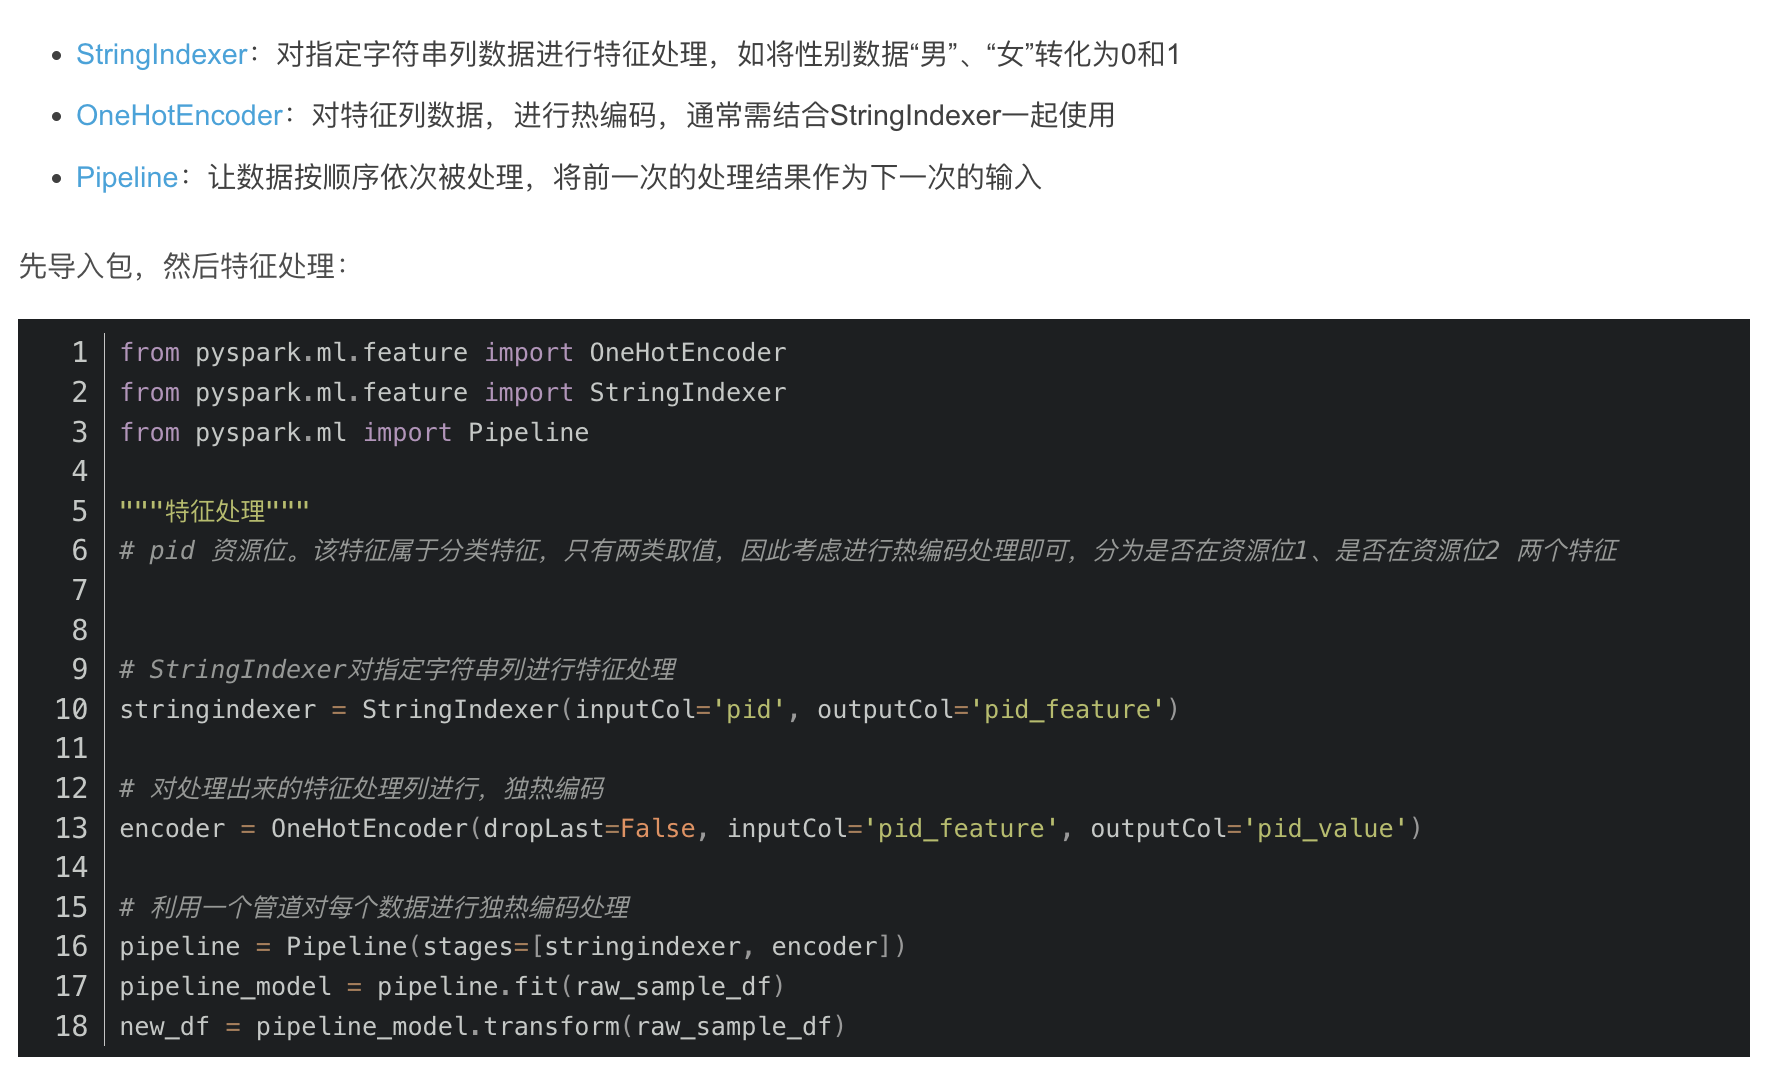 • StringIndexer：对指定字符串列数据进行特征处理，如将性别数据“男”、“女”转化为0和1
• OneHotEncoder：对特征列数据，进行热编码，通常需结合StringIndexer一起使用
• Pipeline：让数据按顺序依次被处理，将前一次的处理结果作为下一次的输入
先导入包，然后特征处理：
1 from pyspark.ml.feature import OneHotEncoder
2 from pyspark.ml.feature import StringIndexer
3 from pyspark.ml import Pipeline
4
5 """特征处理"""
6 # pid 资源位。该特征属于分类特征，只有两类取值，因此考虑进行热编码处理即可，分为是否在资源位1、是否在资源位2 两个特征
7
8
9 # StringIndexer对指定字符串列进行特征处理
10 stringindexer = StringIndexer(inputCol='pid', outputCol='pid_feature')
11
12 # 对处理出来的特征处理列进行，独热编码
13 encoder = OneHotEncoder(dropLast=False, inputCol='pid_feature', outputCol='pid_value')
14
15 # 利用一个管道对每个数据进行独热编码处理
16 pipeline = Pipeline(stages=[stringindexer, encoder])
17 pipeline_model = pipeline.fit(raw_sample_df)
18 new_df = pipeline_model.transform(raw_sample_df)